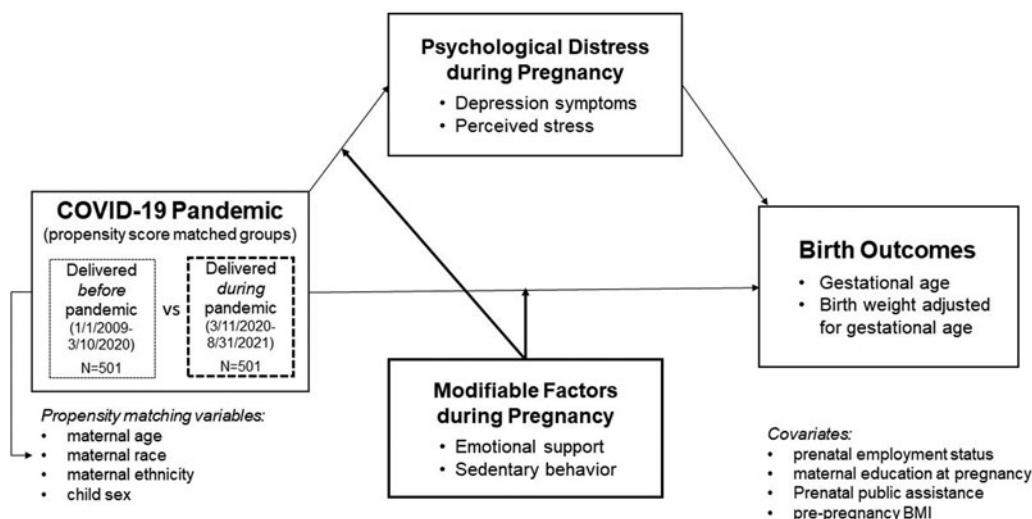 Psychological Distress
during Pregnancy
• Depression symptoms
• Perceived stress
COVID-19 Pandemic
(propensity score matched groups)
Delivered
before
pandemic
(1/1/2009-
3/10/2020)
N=501
vs
Delivered
during
pandemic
(3/11/2020-
8/31/2021)
N=501
Birth Outcomes
• Gestational age
• Birth weight adjusted
for gestational age
Modifiable Factors
during Pregnancy
• Emotional support
• Sedentary behavior
Propensity matching variables:
• maternal age
• maternal race
• maternal ethnicity
• child sex
Covariates:
• prenatal employment status
• maternal education at pregnancy
• Prenatal public assistance
• pre-pregnancy BMI